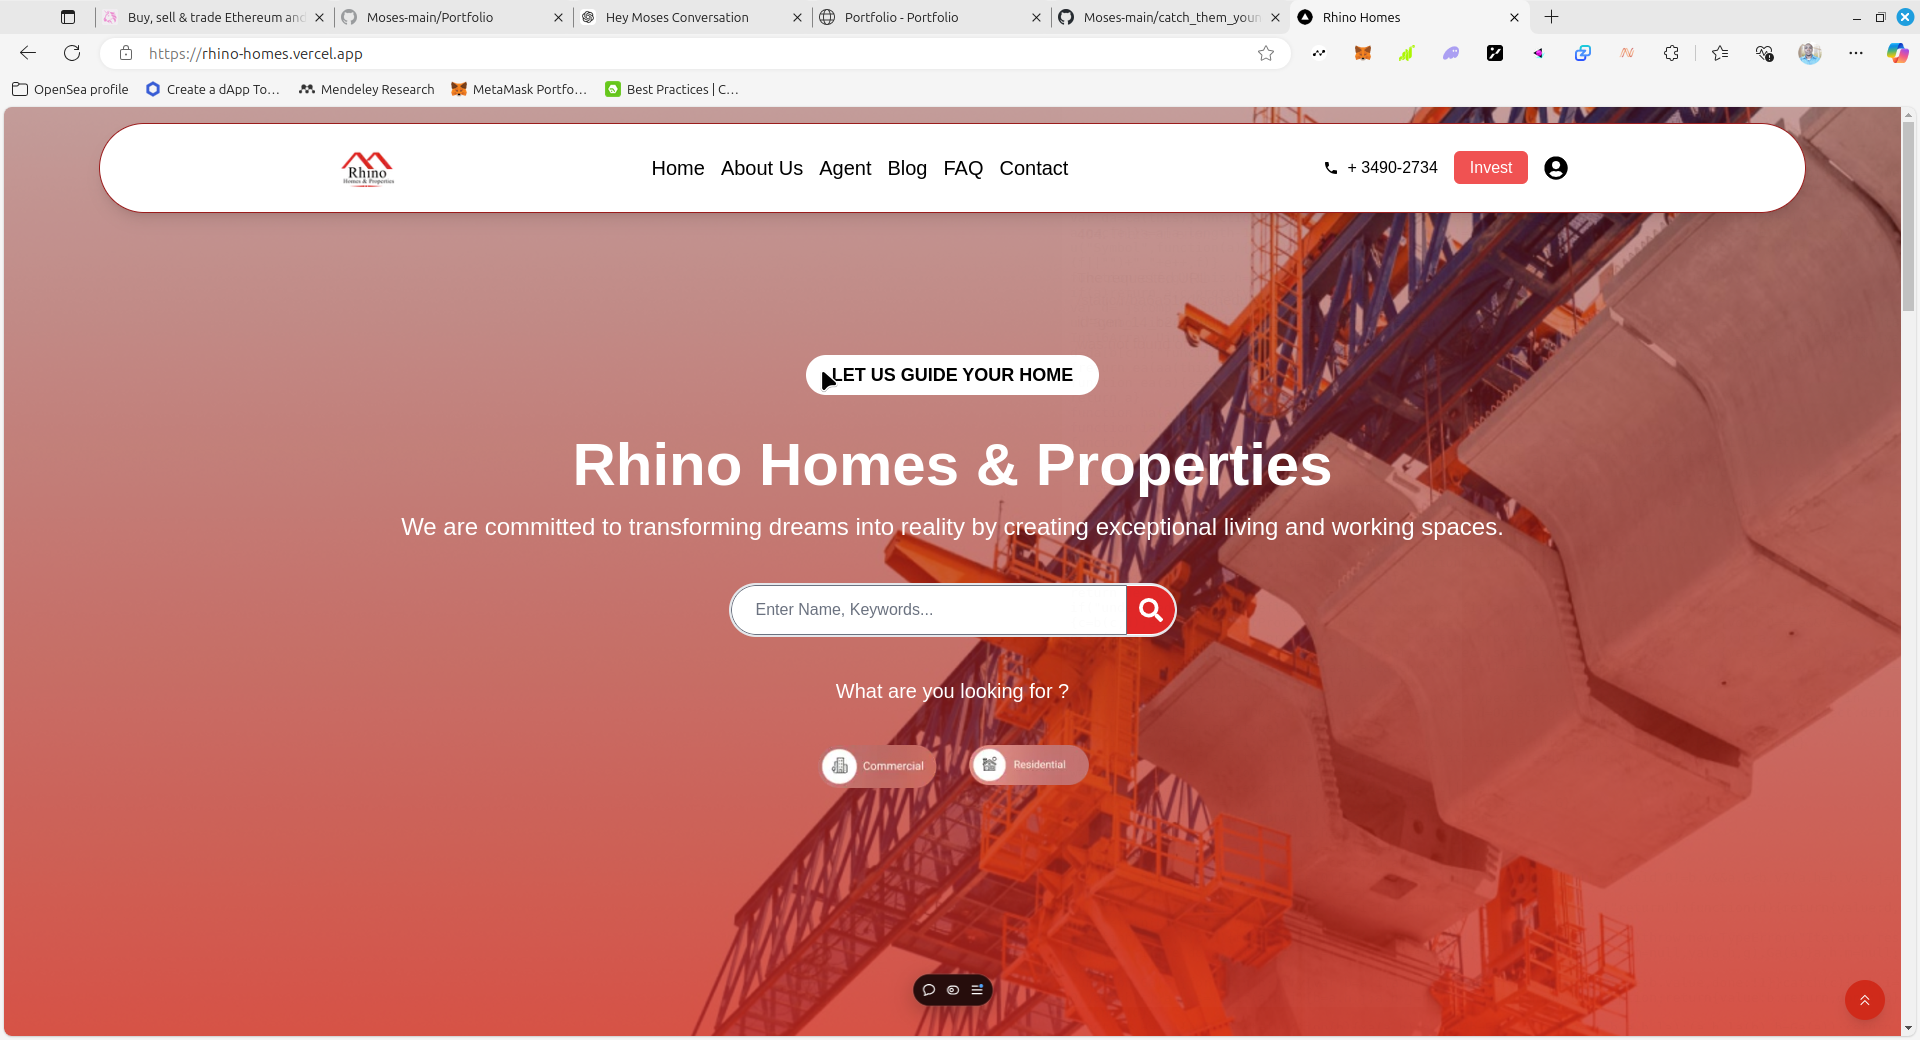 Buy, sell & trade Ethereum and
Moses-main/Portfolio
Hey Moses Conversation
Portfolio - Portfolio
Moses-main/catch_them_youn
Rhino Homes
https://rhino-homes.vercel.app
OpenSea profile
Create a dApp To…
Mendeley Research
MetaMask Portfo…
Best Practices | C…
Rhino
Homes & Properties
Home
About Us
Agent
Blog
FAQ
Contact
+ 3490-2734
Invest
LET US GUIDE YOUR HOME
Rhino Homes & Properties
We are committed to transforming dreams into reality by creating exceptional living and working spaces.
Enter Name, Keywords...
What are you looking for ?
Commercial
Residential